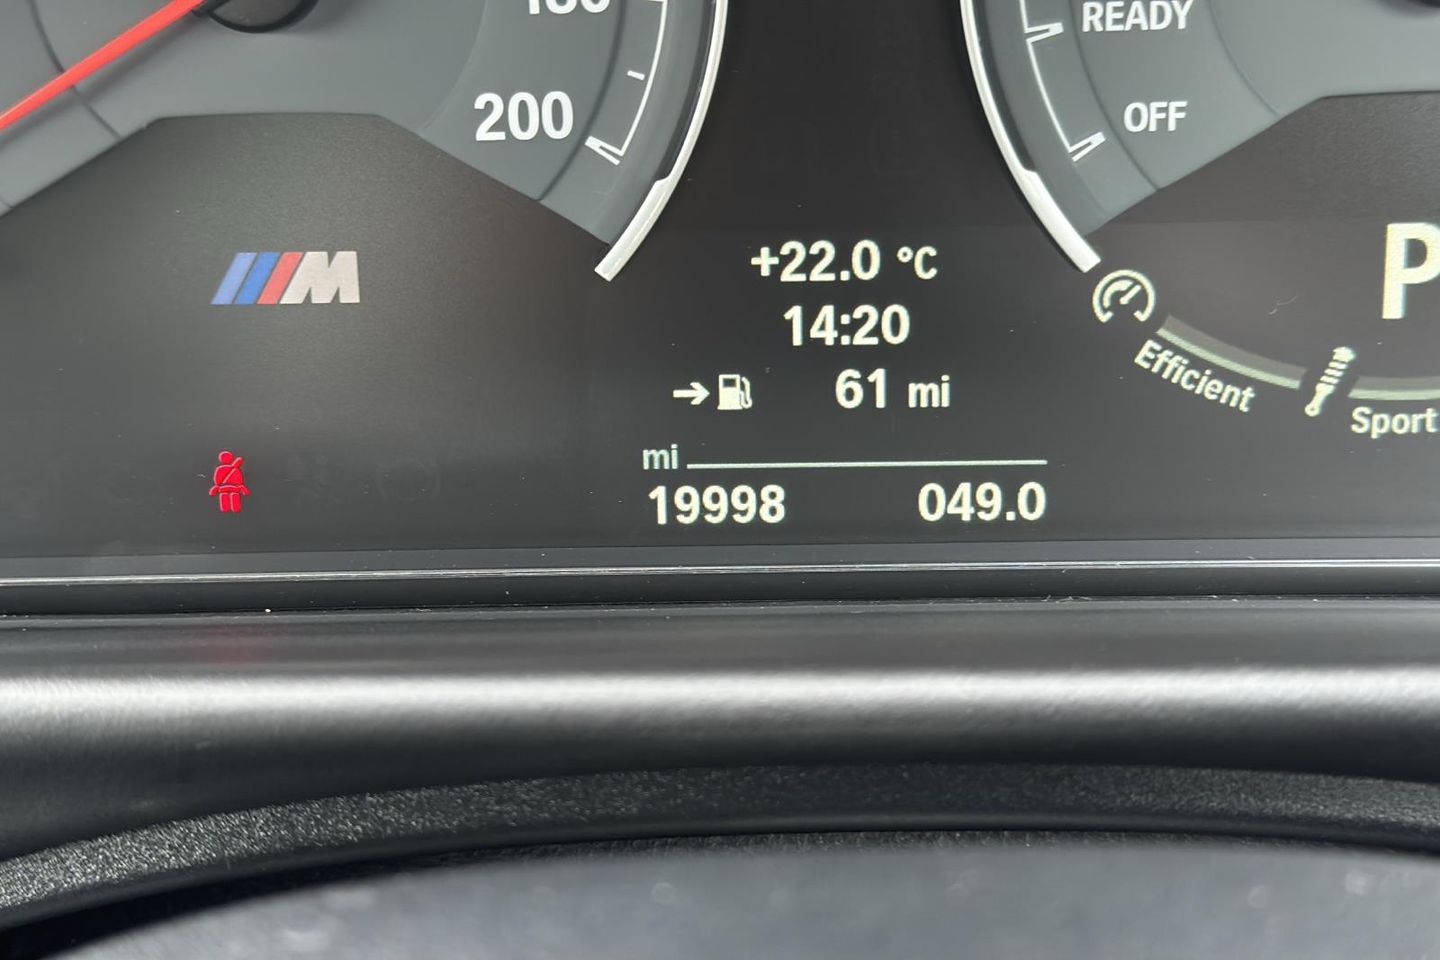 200
READY
OFF
M
+22.0 °C
14:20
61 mi
mi
19998 049.0
P
Efficient
Sport